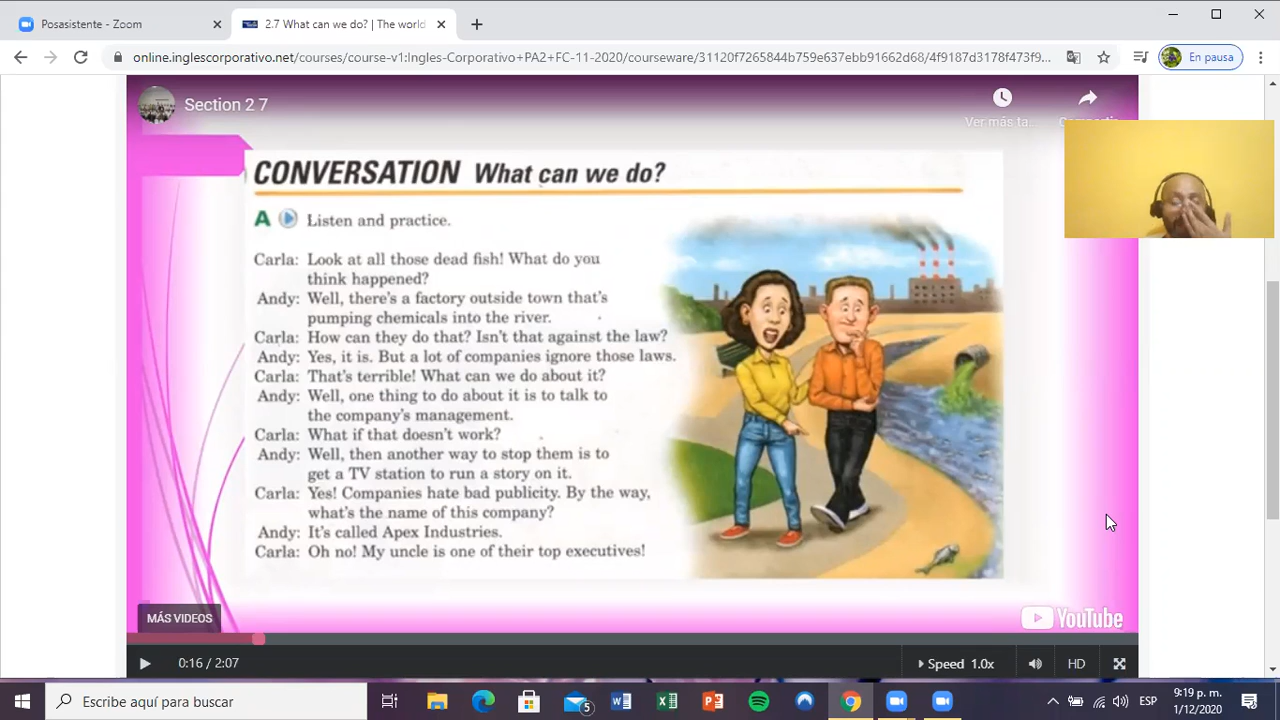 Posasistente - Zoom
2.7 What can we do? | The world
online.inglescorporativo.net/courses/course-v1:Ingles-Corporativo+PA2+FC-11-2020/courseware/31120f7265844b759e637ebb91662d68/4f9187d3178f473f9...
En pausa
Section 2 7
Ver más ta...
CONVERSATION What can we do?
A Listen and practice.
Carla: Look at all those dead fish! What do you
think happened?
Andy: Well, there's a factory outside town that's
pumping chemicals into the river.
Carla: How can they do that? Isn't that against the law?
Andy: Yes, it is. But a lot of companies ignore those laws.
Carla: That's terrible! What can we do about it?
Andy: Well, one thing to do about it is to talk to
the company's management.
Carla: What if that doesn't work?
Andy: Well, then another way to stop them is to
get a TV station to run a story on it.
Carla: Yes! Companies hate bad publicity. By the way,
what's the name of this company?
Andy: It's called Apex Industries.
Carla: Oh no! My uncle is one of their top executives!
MÁS VIDEOS
YouTube
0:16 / 2:07
Speed 1.0x
HD
Escribe aquí para buscar
5
ESP
9:19 p. m.
1/12/2020